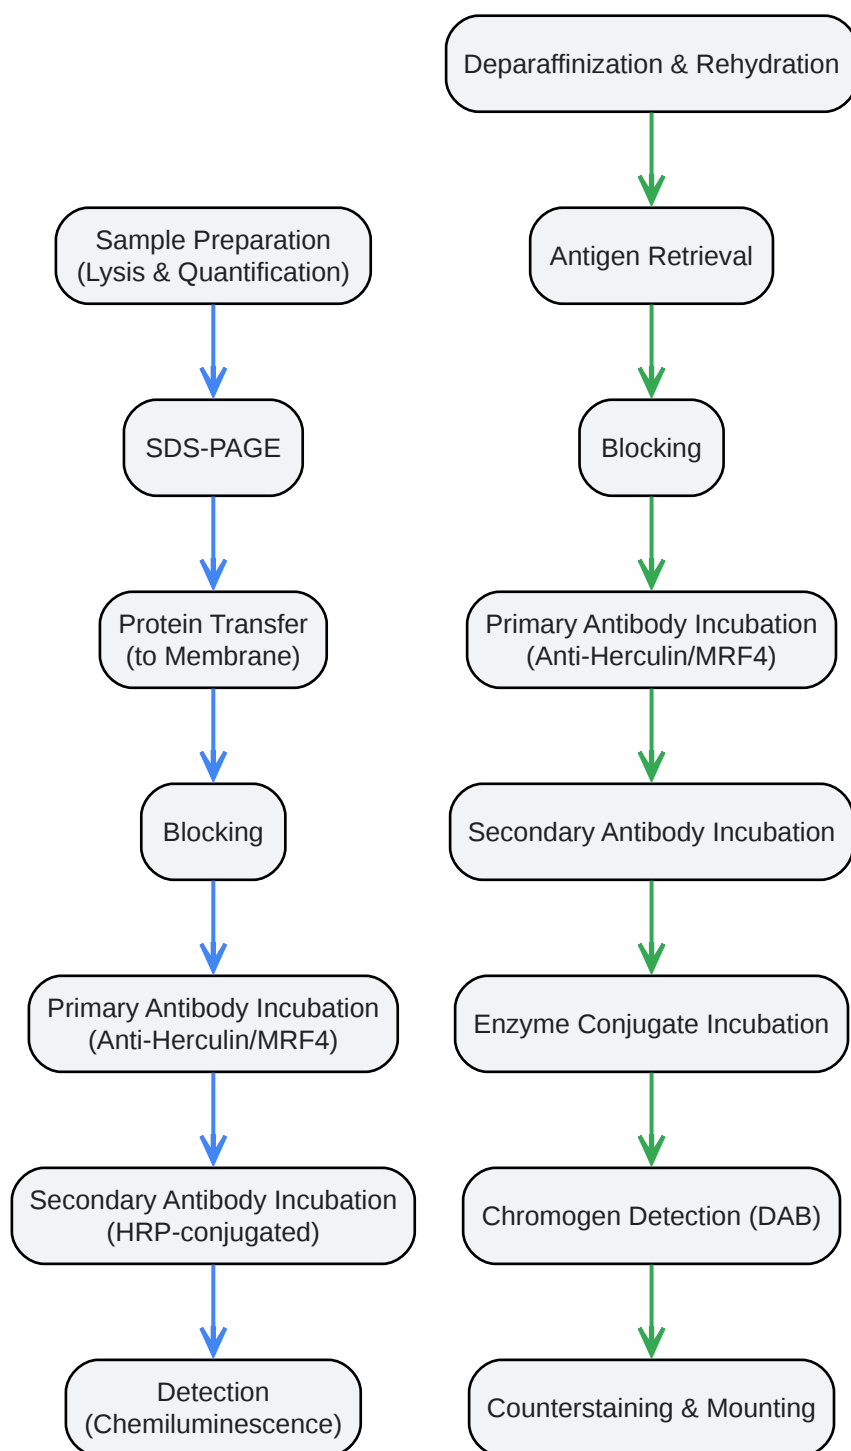 Sample Preparation
(Lysis & Quantification)
SDS-PAGE
Protein Transfer
(to Membrane)
Blocking
Primary Antibody Incubation
(Anti-Herculin/MRF4)
Secondary Antibody Incubation
(HRP-conjugated)
Detection
(Chemiluminescence)
Deparaffinization & Rehydration
Antigen Retrieval
Blocking
Primary Antibody Incubation
(Anti-Herculin/MRF4)
Secondary Antibody Incubation
Enzyme Conjugate Incubation
Chromogen Detection (DAB)
Counterstaining & Mounting